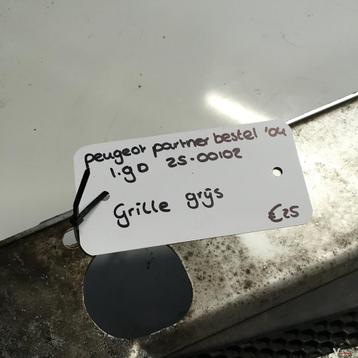 peugeot partner bestel '04
1.9D 25-00102
Grille grijs
€25